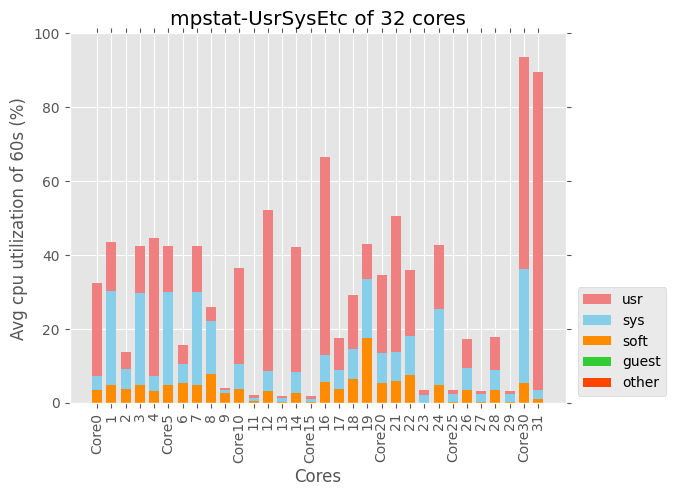 mpstat-UsrSysEtc of 32 cores
Avg cpu utilization of 60s (%)
100
80
60
40
20
0
Core0
1
2
3
4
Core5
6
7
8
9
Core10
11
12
13
14
Core15
16
17
18
19
Core20
21
22
23
24
Core25
26
27
28
29
Core30
31
Cores
usr
sys
soft
guest
other